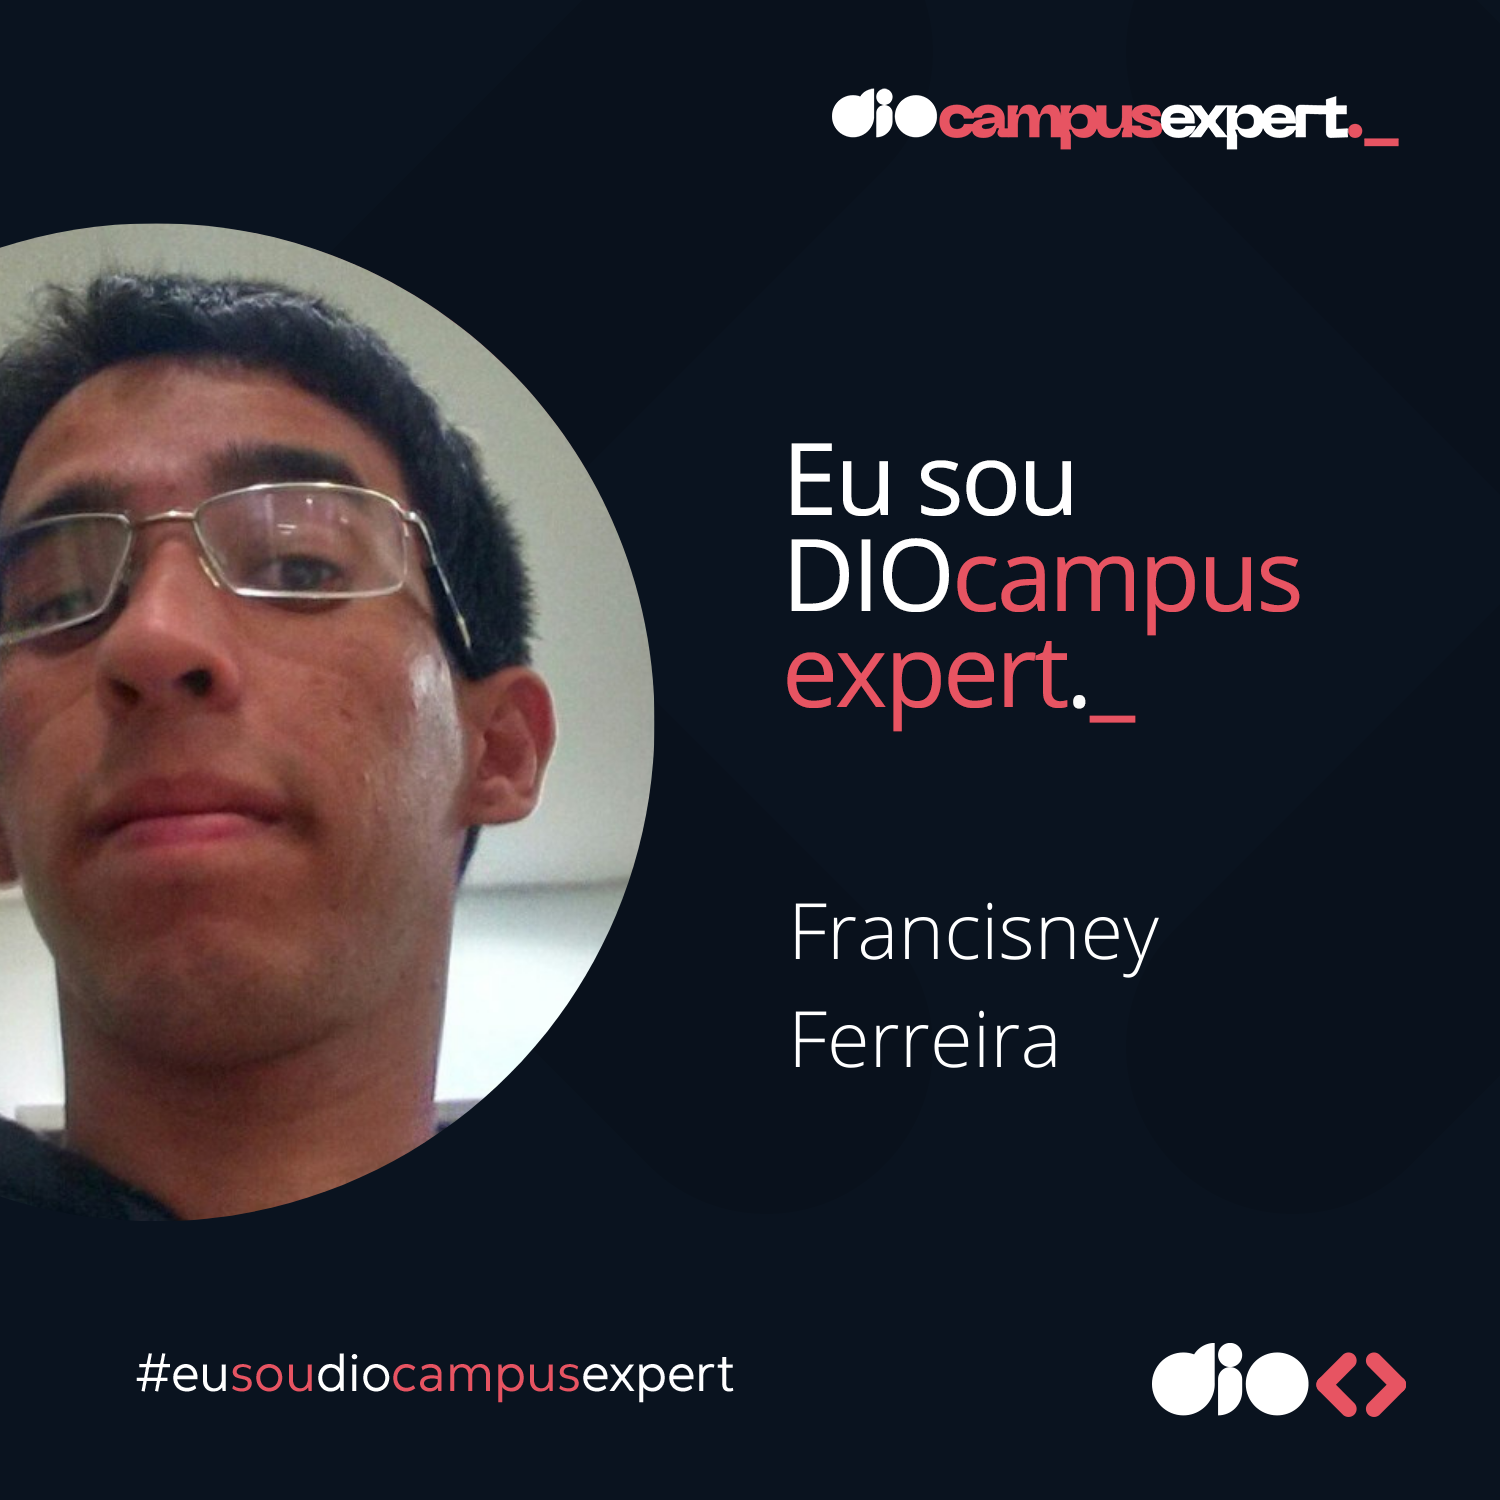 diocampusexpert._
Eu sou
DIOcampus
expert._
Francisney
Ferreira
#eusoudiocampusexpert
dio<>